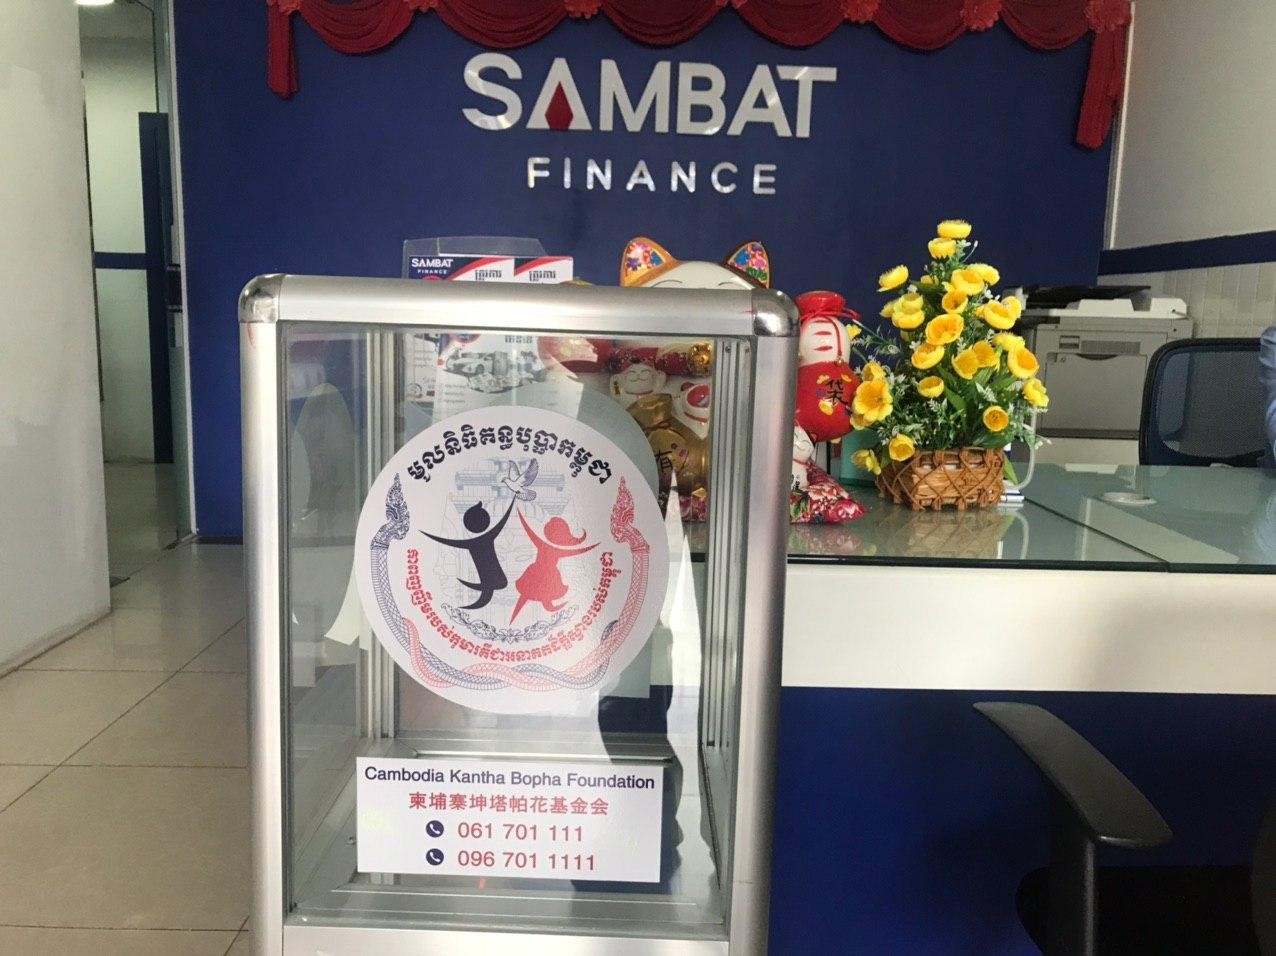 SAMBAT
FINANCE
SAMBAT
FINANCE
មូលនិធិគន្ធបុប្ផាកម្ពុជា
Cambodia Kantha Bopha Foundation
柬埔寨坤塔帕花基金会
061 701 111
096 701 1111